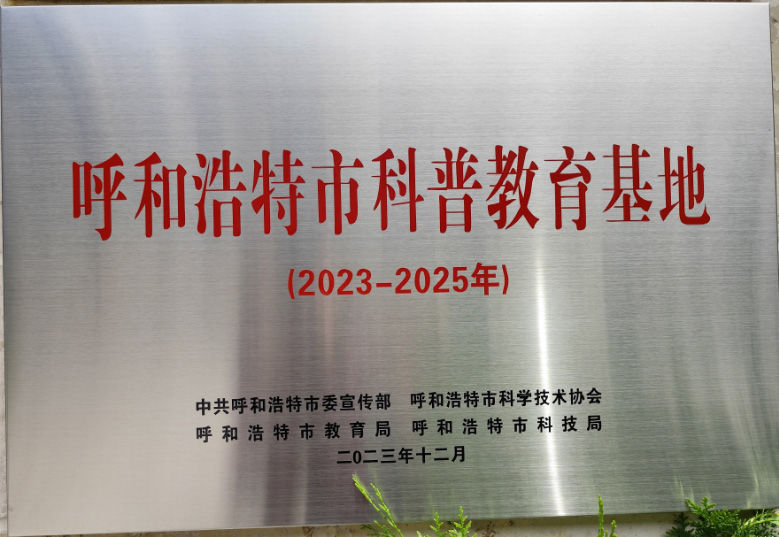 呼和浩特市科普教育基地
(2023-2025年)
中共呼和浩特市委宣传部 呼和浩特市科学技术协会
呼和浩特市教育局 呼和浩特市科技局
二〇二三年十二月